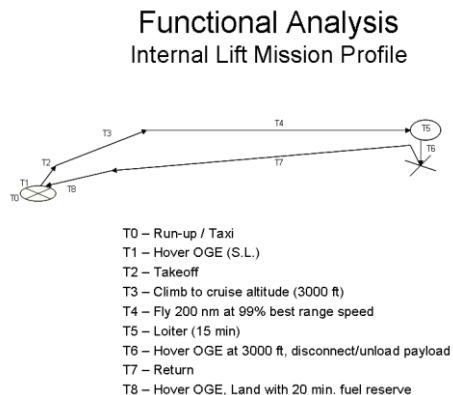 Functional Analysis
Internal Lift Mission Profile
T4
T5
T3
T6
T2
T7
T1
T8
T0
T0 – Run-up / Taxi
T1 – Hover OGE (S.L.)
T2 – Takeoff
T3 – Climb to cruise altitude (3000 ft)
T4 – Fly 200 nm at 99% best range speed
T5 – Loiter (15 min)
T6 – Hover OGE at 3000 ft, disconnect/unload payload
T7 – Return
T8 – Hover OGE, Land with 20 min. fuel reserve